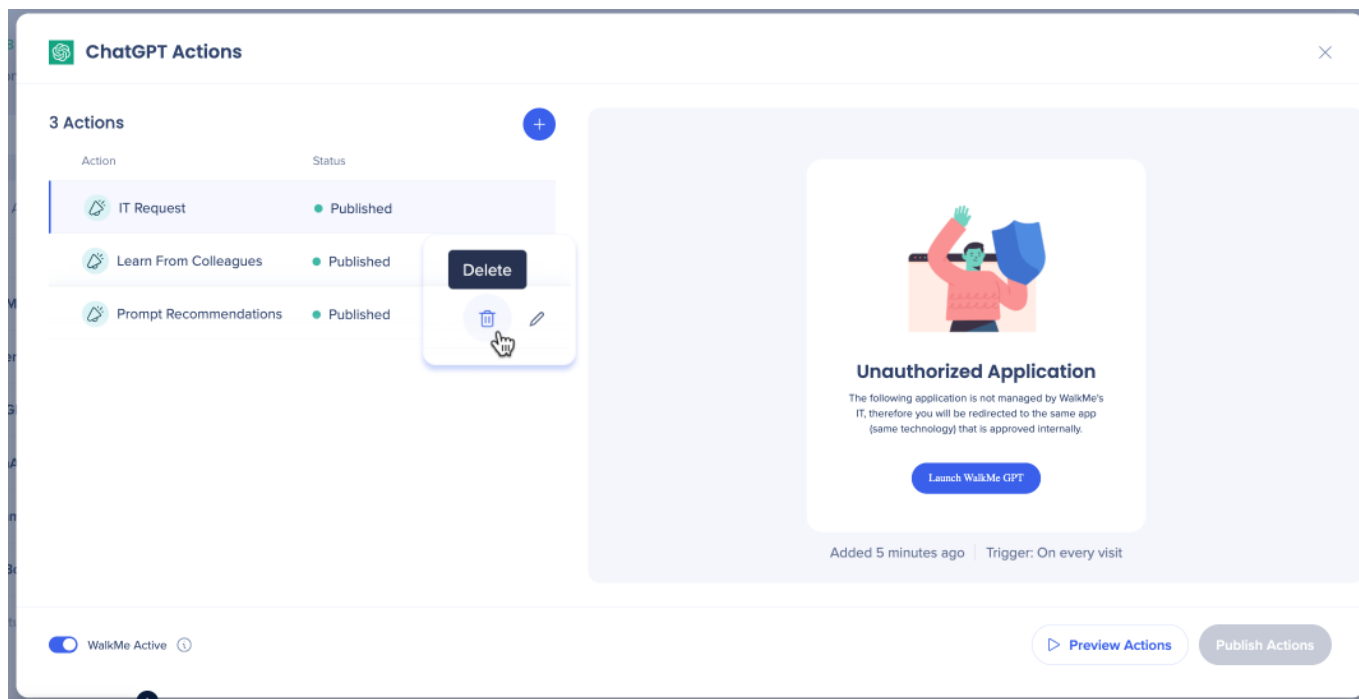 ChatGPT Actions
3 Actions
Action Status
IT Request Published
Learn From Colleagues Published
Delete
Prompt Recommendations Published
Unauthorized Application
The following application is not managed by WalkMe's
IT, therefore you will be redirected to the same app
(same technology) that is approved internally.
Launch WalkMe GPT
Added 5 minutes ago Trigger: On every visit
WalkMe Active
Preview Actions
Publish Actions